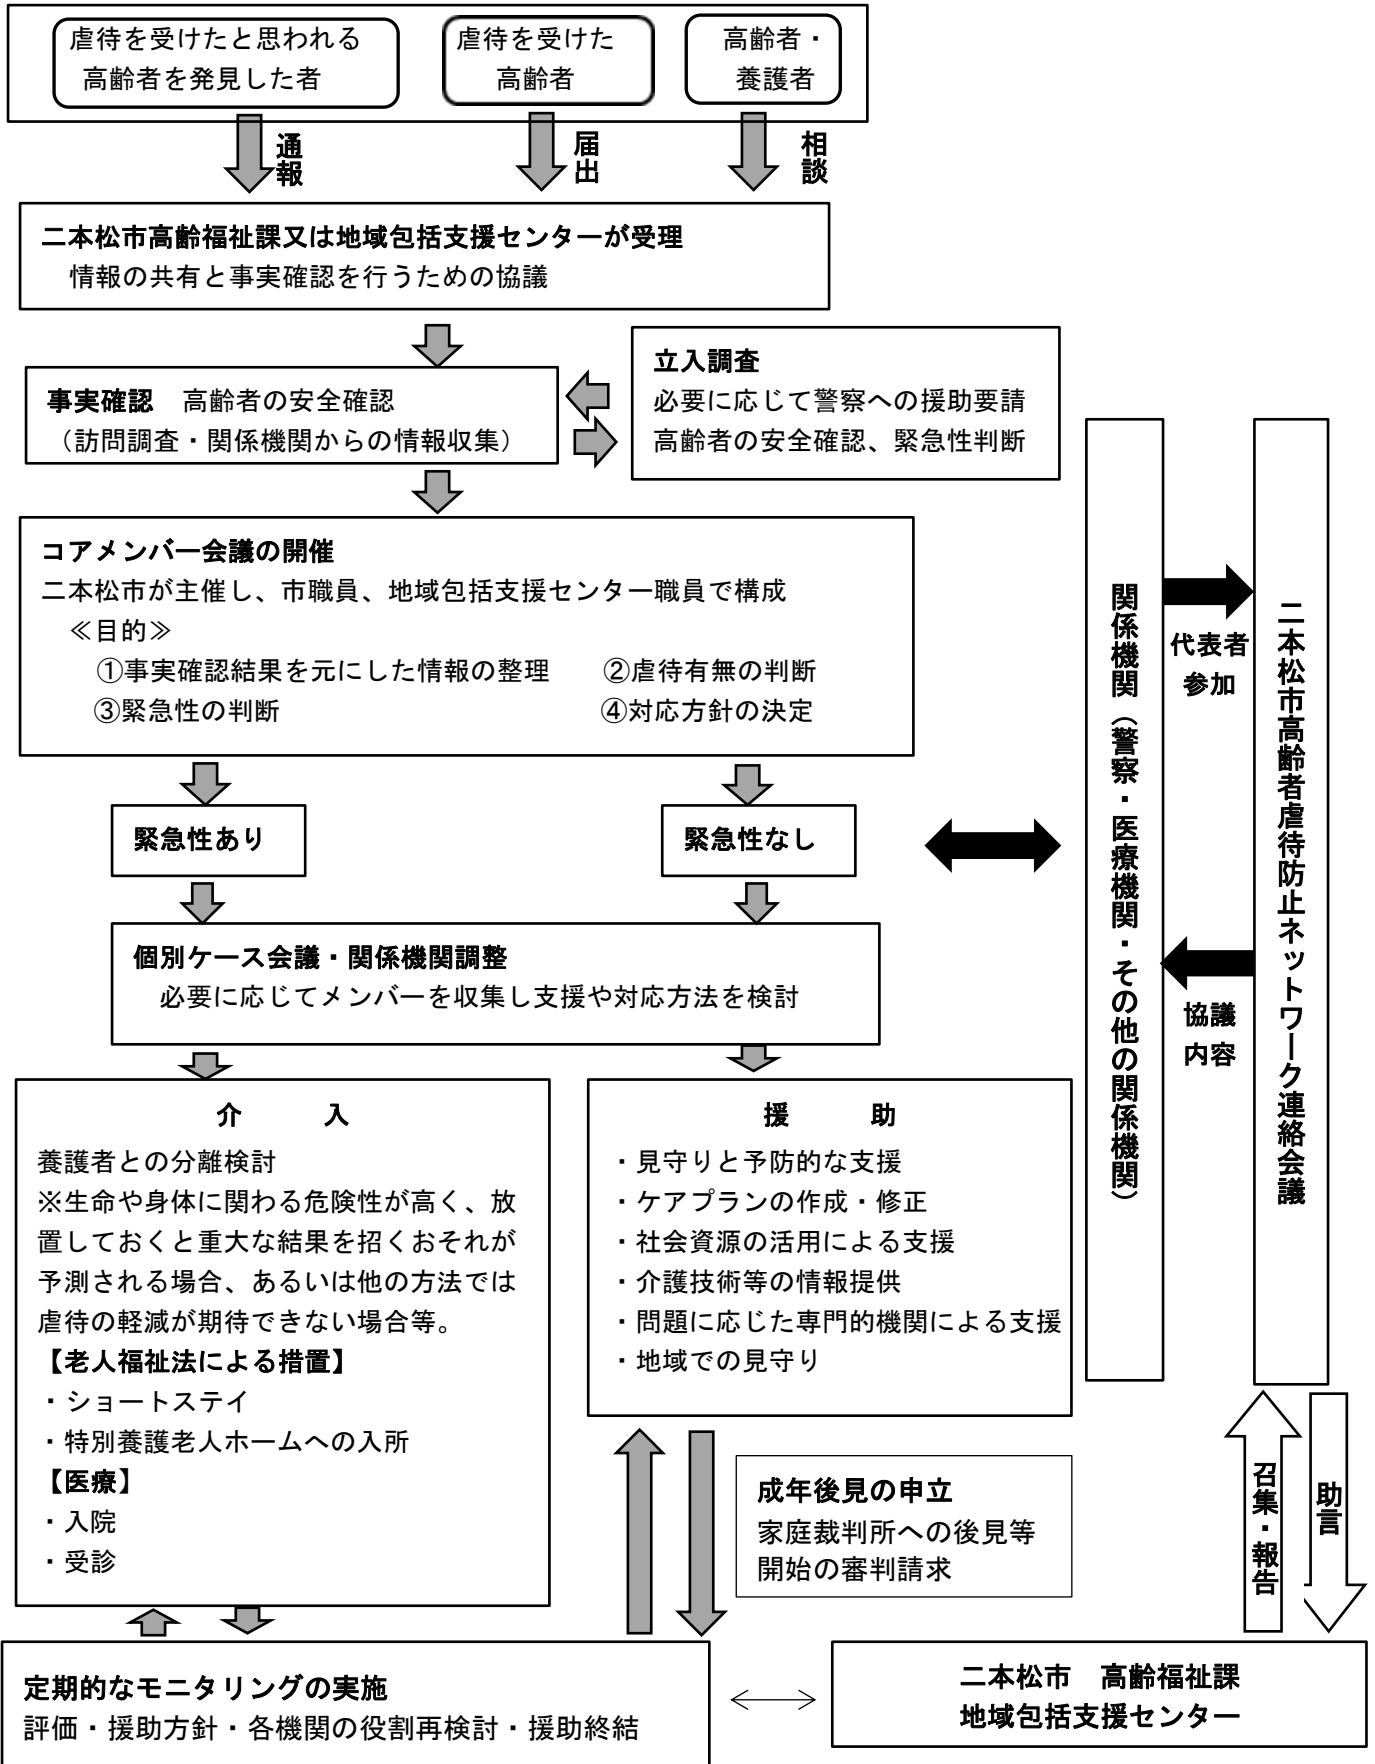 虐待を受けたと思われる
高齢者を発見した者
虐待を受けた
高齢者
高齢者・
養護者
通報
届出
相談
二本松市高齢福祉課又は地域包括支援センターが受理
情報の共有と事実確認を行うための協議
事実確認　高齢者の安全確認
（訪問調査・関係機関からの情報収集）
立入調査
必要に応じて警察への援助要請
高齢者の安全確認、緊急性判断
コアメンバー会議の開催
二本松市が主催し、市職員、地域包括支援センター職員で構成
≪目的≫
①事実確認結果を元にした情報の整理　　②虐待有無の判断
③緊急性の判断　　④対応方針の決定
緊急性あり
緊急性なし
個別ケース会議・関係機関調整
必要に応じてメンバーを収集し支援や対応方法を検討
介　　　入
養護者との分離検討
※生命や身体に関わる危険性が高く、放
置しておくと重大な結果を招くおそれが
予測される場合、あるいは他の方法では
虐待の軽減が期待できない場合等。
【老人福祉法による措置】
・ショートステイ
・特別養護老人ホームへの入所
【医療】
・入院
・受診
援　　　助
・見守りと予防的な支援
・ケアプランの作成・修正
・社会資源の活用による支援
・介護技術等の情報提供
・問題に応じた専門的機関による支援
・地域での見守り
成年後見の申立
家庭裁判所への後見等
開始の審判請求
定期的なモニタリングの実施
評価・援助方針・各機関の役割再検討・援助終結
関係機関（警察・医療機関・その他の関係機関）
代表者
参加
協議
内容
二本松市高齢者虐待防止ネットワーク連絡会議
召集・報告
助言
二本松市　高齢福祉課
地域包括支援センター